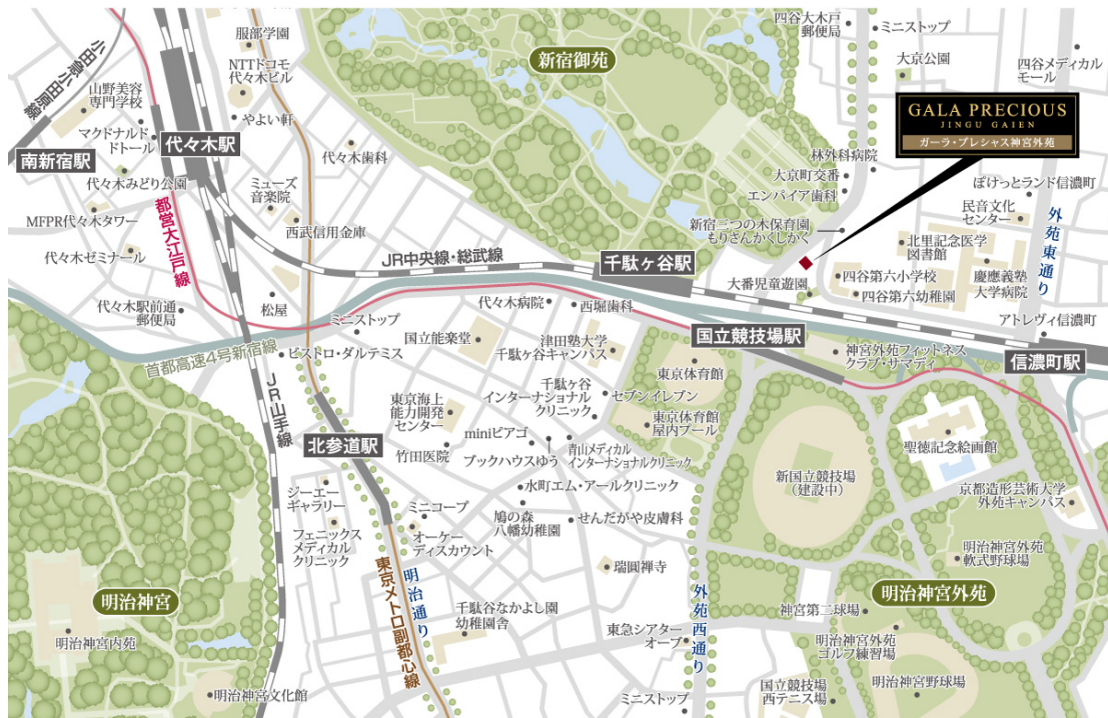 小田急小田原線
服部学園
NTTドコモ
代々木ビル
やよい軒
山野美容
専門学校
マクドナルド
ドトール
代々木駅
南新宿駅
代々木みどり公園
MFPR代々木タワー
代々木ゼミナール
代々木駅前通
郵便局
都営大江戸線
代々木歯科
ミューズ
音楽院
西武信用金庫
松屋
ミニストップ
首都高速4号新宿線
ビストロ・ダルテミス
JR山手線
JR中央線・総武線
新宿御苑
四谷大木戸
郵便局
ミニストップ
大京公園
四谷メディカル
モール
GALA PRECIOUS
JINGU GAIEN
ガーラ・プレシャス神宮外苑
林外科病院
大京町交番
エンパイア歯科
新宿三つの木保育園
もりさんかくしかく
ぽけっとランド信濃町
民音文化
センター
外苑東通り
北里記念医学
図書館
慶應義塾
大学病院
四谷第六小学校
四谷第六幼稚園
大番児童遊園
アトレヴィ信濃町
信濃町駅
千駄ヶ谷駅
国立競技場駅
代々木病院
西堀歯科
国立能楽堂
津田塾大学
千駄ヶ谷キャンパス
千駄ヶ谷
インターナショナル
クリニック
セブンイレブン
東京体育館
東京体育館
屋内プール
神宮外苑フィットネス
クラブ・サマディ
聖徳記念絵画館
新国立競技場
(建設中)
京都造形芸術大学
外苑キャンパス
東京海上
能力開発
センター
竹田医院
miniピアゴ
ブックハウスゆう
青山メディカル
インターナショナルクリニック
水町エム・アールクリニック
北参道駅
ジーエー
ギャラリー
フェニックス
メディカル
クリニック
ミニコープ
オーケー
ディスカウント
鳩の森
八幡幼稚園
せんだがや皮膚科
瑞圓禅寺
明治通り
東京メトロ副都心線
千駄谷なかよし園
幼稚園舎
東急シアター
オーブ
外苑西通り
ミニストップ
明治神宮
明治神宮内苑
明治神宮文化館
明治神宮外苑
軟式野球場
明治神宮外苑
神宮第二球場
明治神宮外苑
ゴルフ練習場
明治神宮野球場
国立競技場
西テニス場